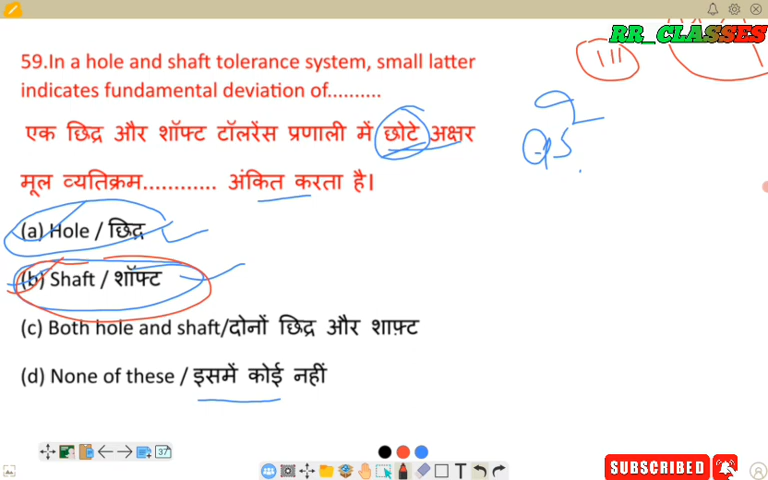 RR_CLASSES
59.In a hole and shaft tolerance system, small latter
indicates fundamental deviation of..........
एक छिद्र और शॉफ्ट टॉलरेंस प्रणाली में छोटे अक्षर
मूल व्यतिक्रम............ अंकित करता है।
(a) Hole / छिद्र
(b) Shaft / शॉफ्ट
(c) Both hole and shaft/दोनों छिद्र और शाफ़्ट
(d) None of these / इसमें कोई नहीं
37
T
SUBSCRIBED